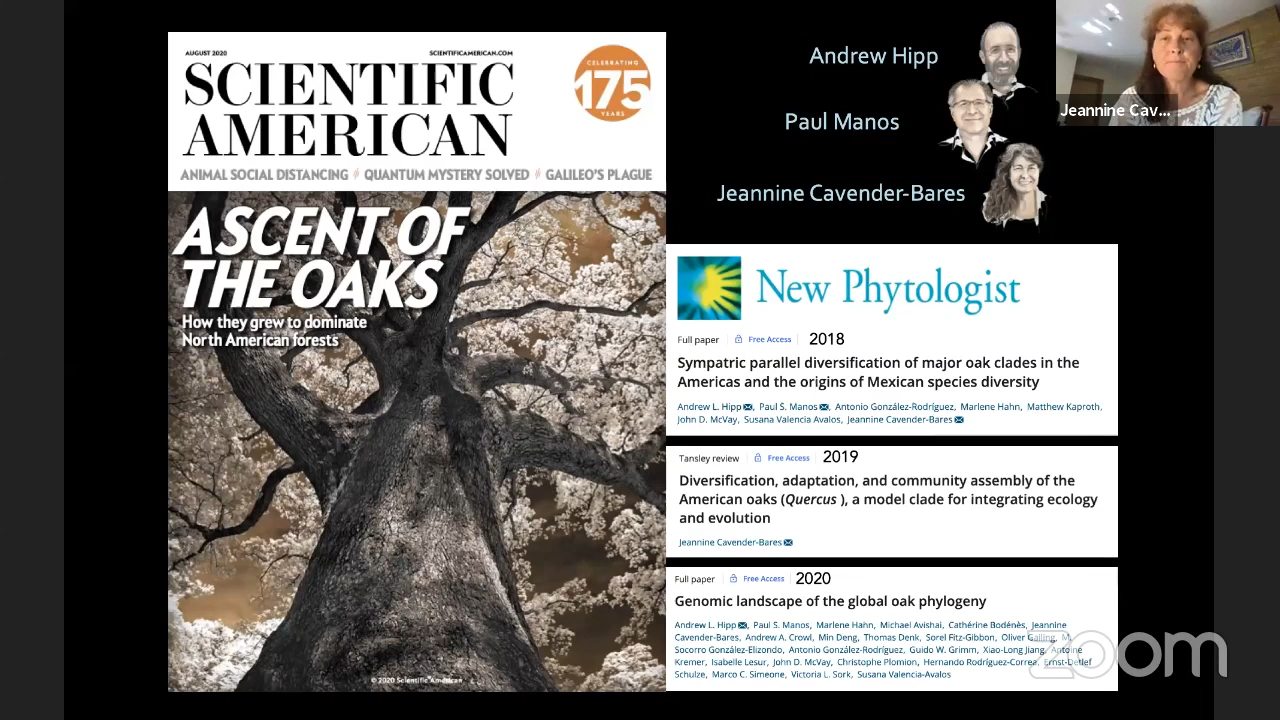 AUGUST 2020
SCIENTIFICAMERICAN.COM
SCIENTIFIC
AMERICAN
CELEBRATING
175
YEARS
ANIMAL SOCIAL DISTANCING QUANTUM MYSTERY SOLVED GALILEO'S PLAGUE
ASCENT OF
THE OAKS
How they grew to dominate
North American forests
© 2020 Scientific American
Andrew Hipp
Paul Manos
Jeannine Cavender-Bares
Jeannine Cav...
New Phytologist
Full paper Free Access 2018
Sympatric parallel diversification of major oak clades in the
Americas and the origins of Mexican species diversity
Andrew L. Hipp, Paul S. Manos, Antonio González-Rodríguez, Marlene Hahn, Matthew Kaproth,
John D. McVay, Susana Valencia Avalos, Jeannine Cavender-Bares
Tansley review Free Access 2019
Diversification, adaptation, and community assembly of the
American oaks (Quercus ), a model clade for integrating ecology
and evolution
Jeannine Cavender-Bares
Full paper Free Access 2020
Genomic landscape of the global oak phylogeny
Andrew L. Hipp, Paul S. Manos, Marlene Hahn, Michael Avishai, Cathérine Bodénès, Jeannine
Cavender-Bares, Andrew A. Crowl, Min Deng, Thomas Denk, Sorel Fitz-Gibbon, Oliver Gailing, M.
Socorro González-Elizondo, Antonio González-Rodríguez, Guido W. Grimm, Xiao-Long Jiang, Antoine
Kremer, Isabelle Lesur, John D. McVay, Christophe Plomion, Hernando Rodríguez-Correa, Ernst-Detlef
Schulze, Marco C. Simeone, Victoria L. Sork, Susana Valencia-Avalos
zoom